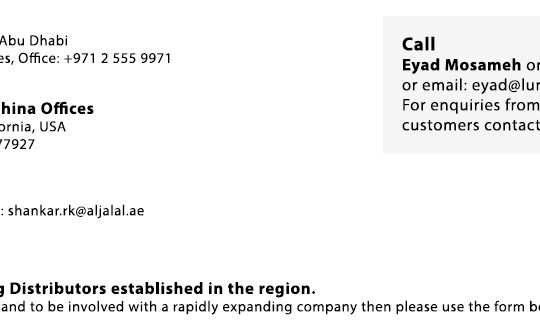 Abu Dhabi
es, Office: +971 2 555 9971
hina Offices
ornia, USA
77927
: shankar.rk@aljalal.ae
g Distributors established in the region.
and to be involved with a rapidly expanding company then please use the form be
Call
Eyad Mosameh on
or email: eyad@lur
For enquiries from
customers contact